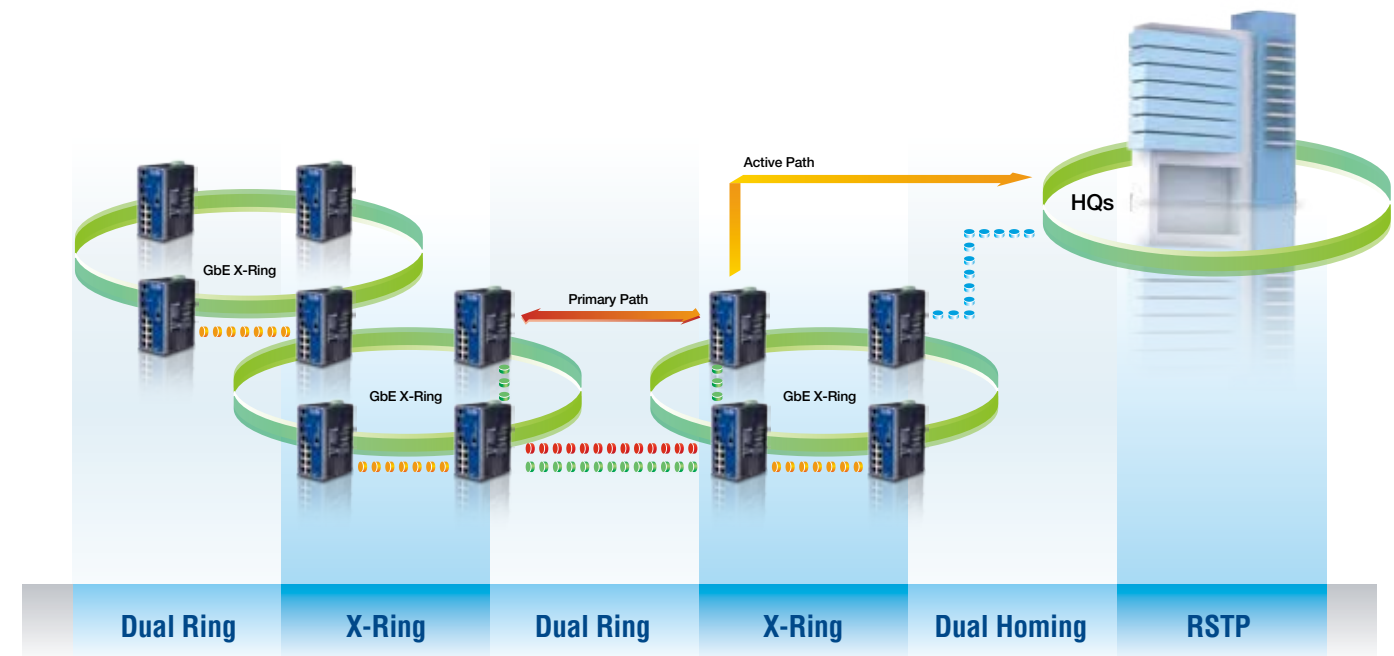 Active Path
HQs
GbE X-Ring
Primary Path
GbE X-Ring
GbE X-Ring
Dual Ring
X-Ring
Dual Ring
X-Ring
Dual Homing
RSTP